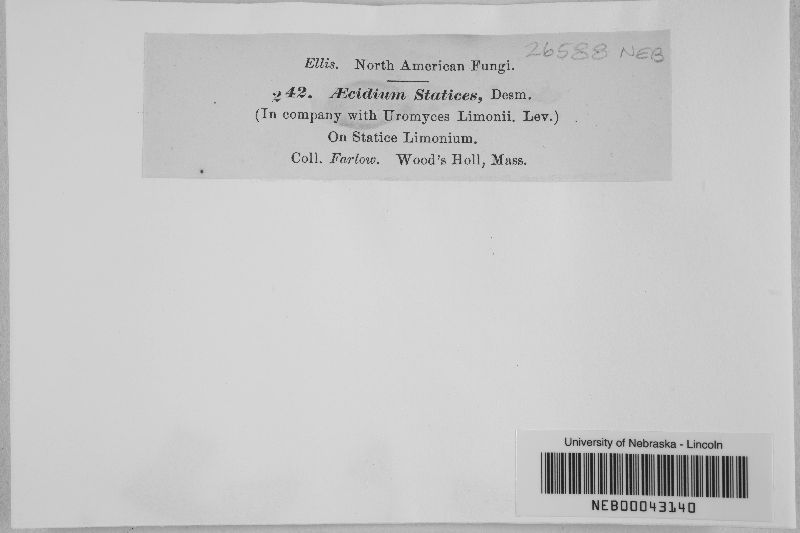 26588 NEB
Ellis. North American Fungi.
242. Æcidium Statices, Desm.
(In company with Uromyces Limonii. Lev.)
On Statice Limonium.
Coll. Farlow. Wood's Holl, Mass.
University of Nebraska - Lincoln
NEB00043140